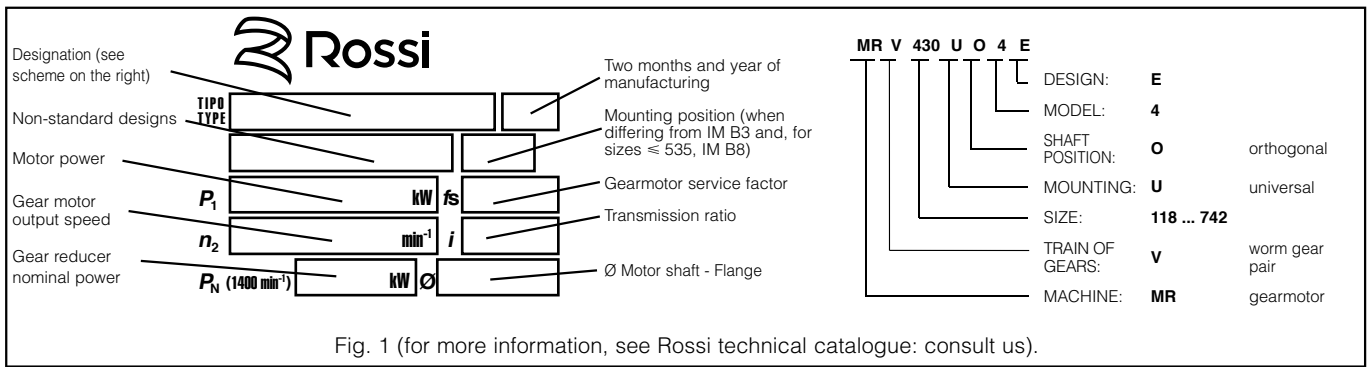 Rossi
Designation (see
scheme on the right)
Non-standard designs
Motor power
Gear motor
output speed
Gear reducer
nominal power
TIPO
TYPE
P₁ kW fs
n₂ min⁻¹ i
P_N (1400 min⁻¹) kW Ø
Two months and year of
manufacturing
Mounting position (when
differing from IM B3 and, for
sizes ⩽ 535, IM B8)
Gearmotor service factor
Transmission ratio
Ø Motor shaft - Flange
MR V 430 U O 4 E
DESIGN: E
MODEL: 4
SHAFT
POSITION: O orthogonal
MOUNTING: U universal
SIZE: 118 ... 742
TRAIN OF
GEARS: V worm gear
pair
MACHINE: MR gearmotor
Fig. 1 (for more information, see Rossi technical catalogue: consult us).